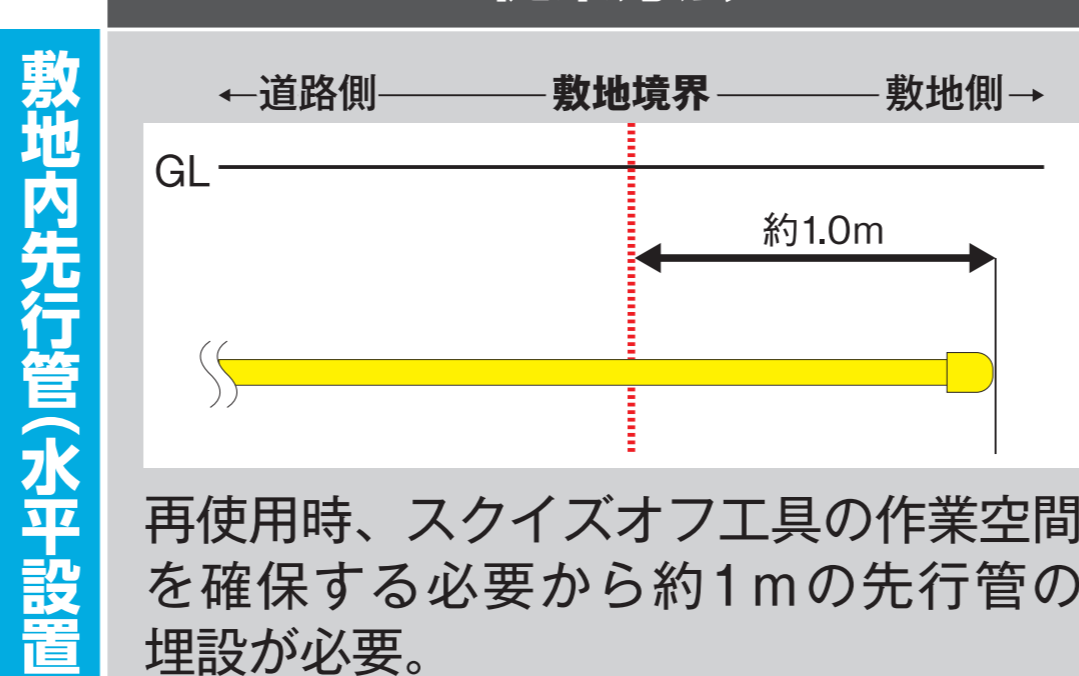 敷地内先行管(水平設置
←道路側 敷地境界 敷地側→
GL
約1.0m
再使用時、スクイズオフ工具の作業空間
を確保する必要から約1mの先行管の
埋設が必要。